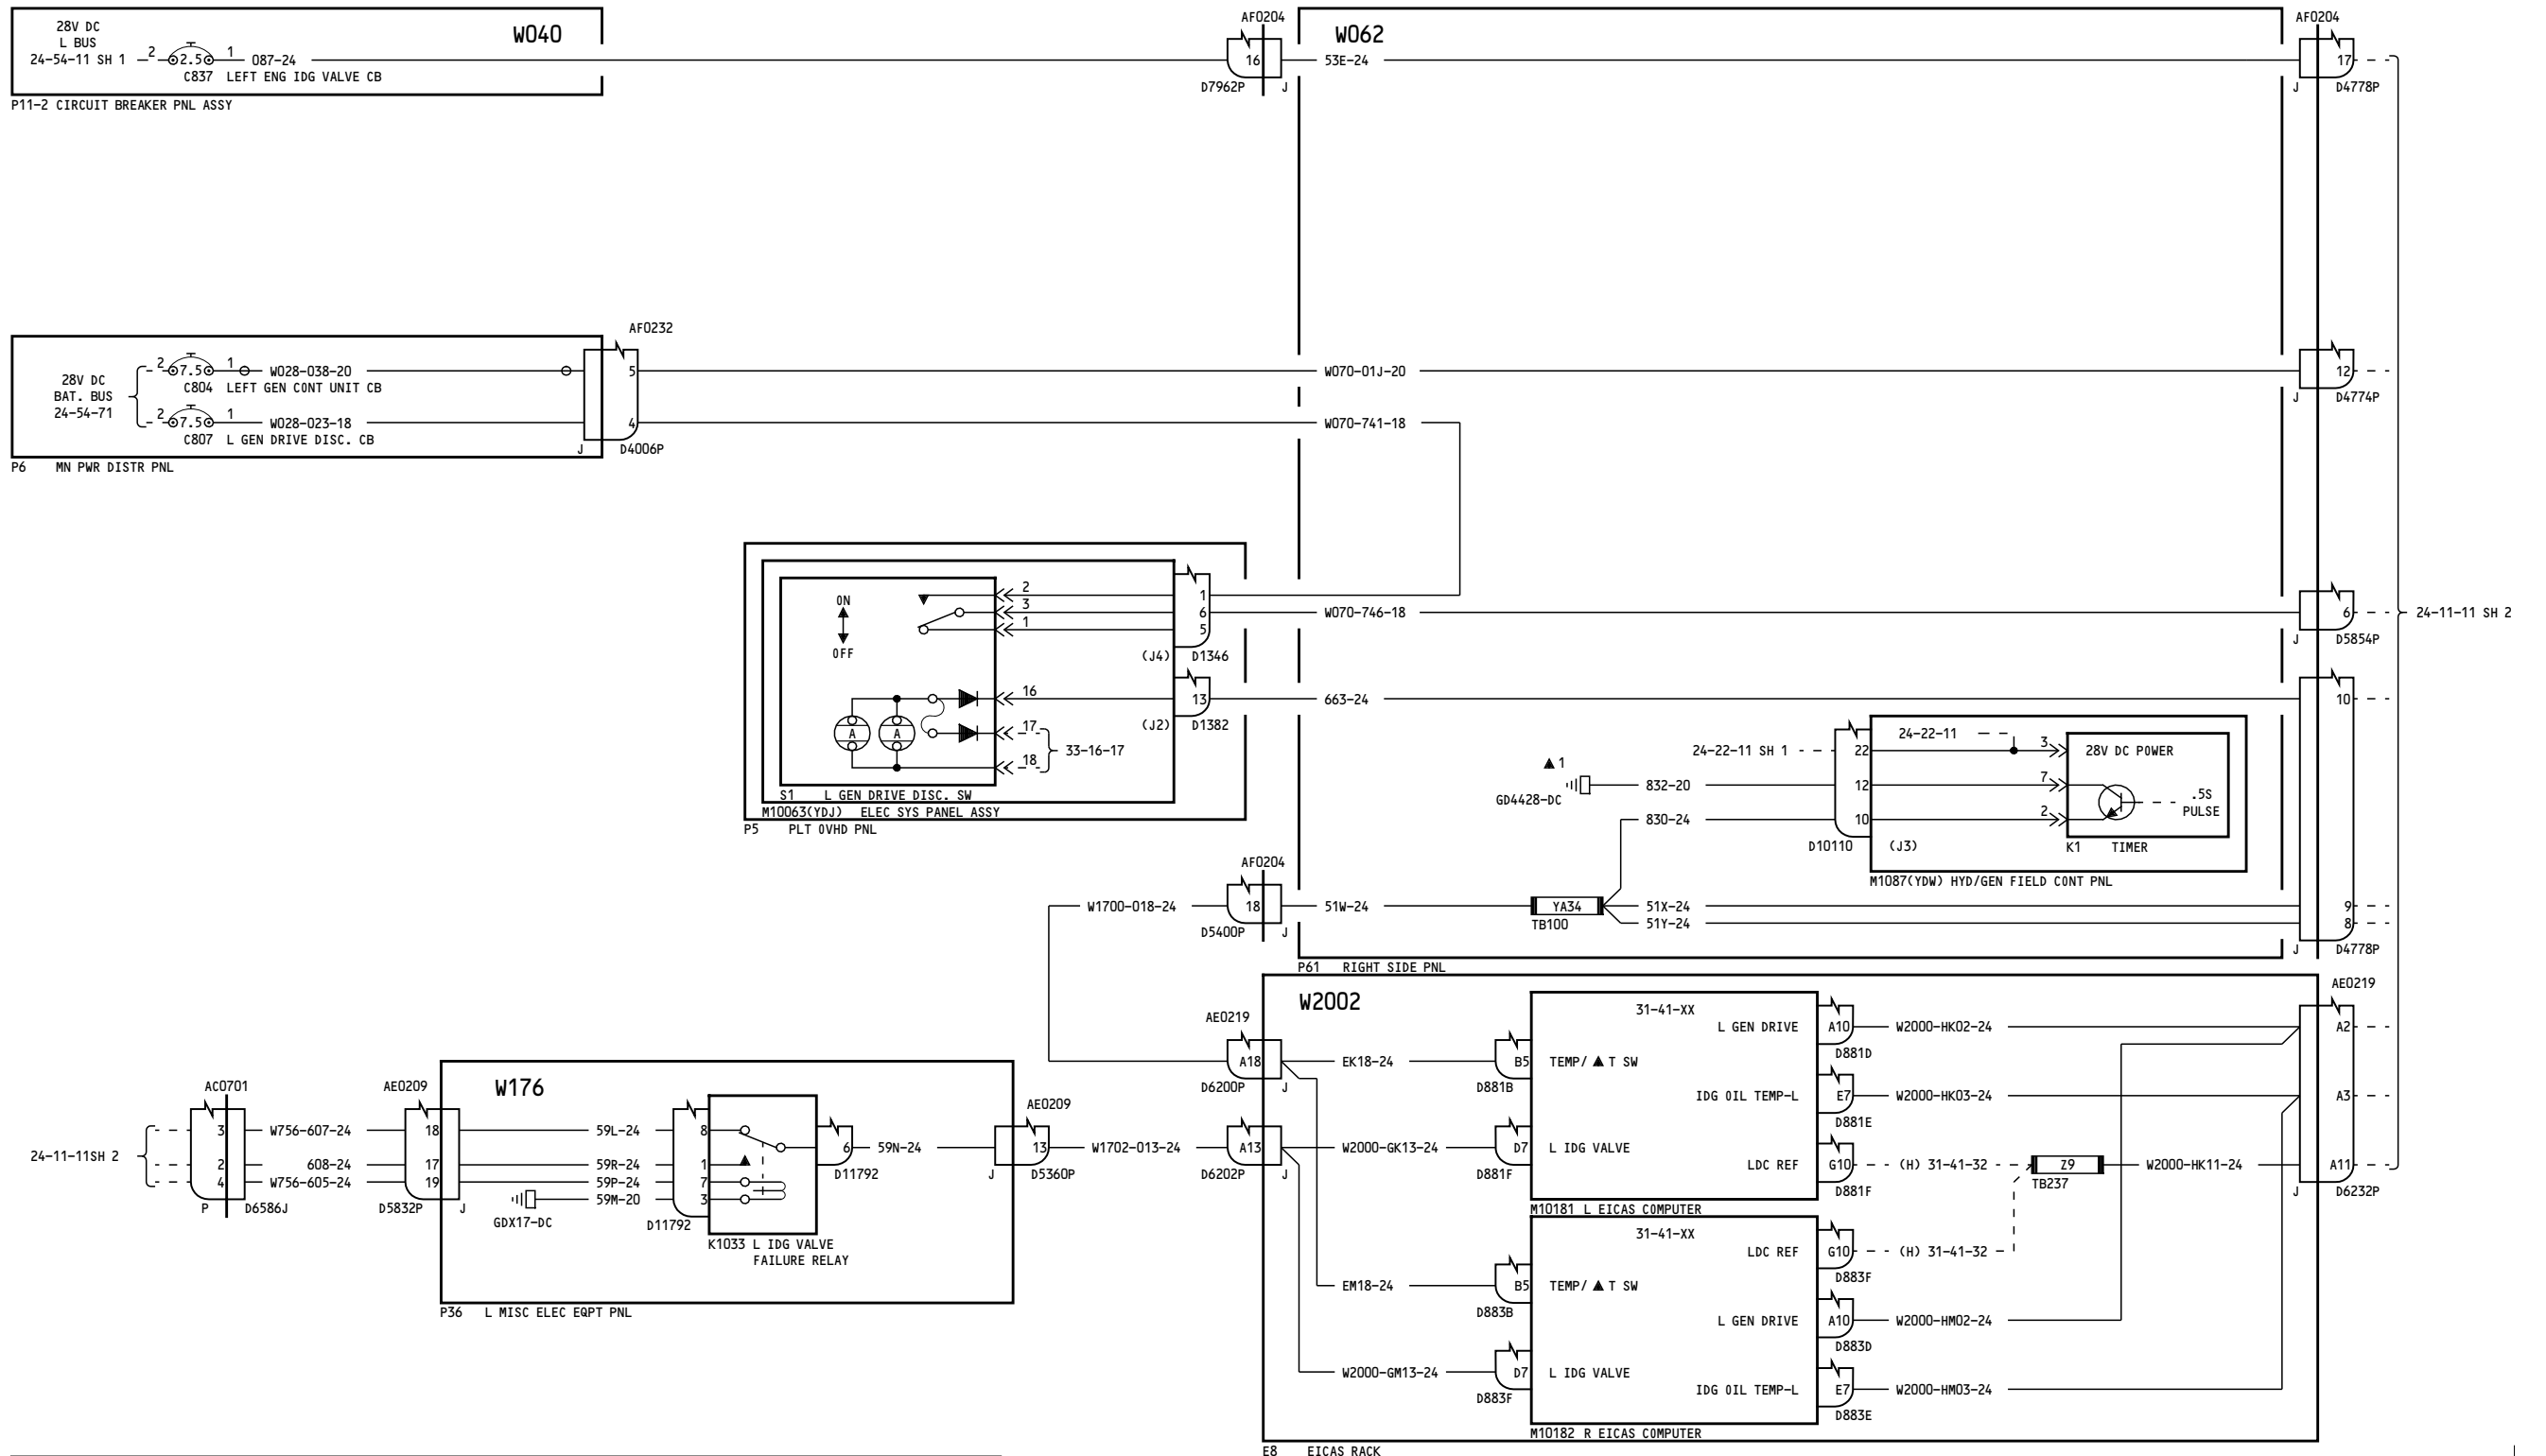 28V DC
L BUS
24-54-11 SH 1
2
2.5
1
087-24
C837 LEFT ENG IDG VALVE CB
W040
P11-2 CIRCUIT BREAKER PNL ASSY
AF0204
16
D7962P
J
W062
53E-24
AF0204
17
J
D4778P
28V DC
BAT. BUS
24-54-71
2
7.5
1
W028-038-20
C804 LEFT GEN CONT UNIT CB
2
7.5
1
W028-023-18
C807 L GEN DRIVE DISC. CB
P6 MN PWR DISTR PNL
AF0232
5
4
J
D4006P
W070-01J-20
W070-741-18
12
J
D4774P
ON
OFF
2
3
1
1
6
5
(J4)
D1346
W070-746-18
6
J
D5854P
24-11-11 SH 2
A
A
16
17
18
33-16-17
13
(J2)
D1382
663-24
10
S1 L GEN DRIVE DISC. SW
M10063(YDJ) ELEC SYS PANEL ASSY
P5 PLT OVHD PNL
24-22-11 SH 1
22
24-22-11
3
28V DC POWER
▲ 1
GD4428-DC
832-20
12
7
.5S
PULSE
830-24
10
2
D10110
(J3)
K1 TIMER
M1087(YDW) HYD/GEN FIELD CONT PNL
AF0204
W1700-018-24
18
D5400P
J
51W-24
YA34
TB100
51X-24
51Y-24
9
8
J
D4778P
P61 RIGHT SIDE PNL
W2002
AE0219
A18
D6200P
J
EK18-24
B5
D881B
TEMP/ ▲ T SW
31-41-XX
L GEN DRIVE
A10
D881D
W2000-HK02-24
AE0219
A2
IDG OIL TEMP-L
E7
D881E
W2000-HK03-24
A3
A13
D6202P
J
W2000-GK13-24
D7
D881F
L IDG VALVE
LDC REF
G10
D881F
(H) 31-41-32
Z9
TB237
W2000-HK11-24
A11
J
D6232P
M10181 L EICAS COMPUTER
31-41-XX
LDC REF
G10
D883F
(H) 31-41-32
EM18-24
B5
D883B
TEMP/ ▲ T SW
L GEN DRIVE
A10
D883D
W2000-HM02-24
W2000-GM13-24
D7
D883F
L IDG VALVE
IDG OIL TEMP-L
E7
D883E
W2000-HM03-24
M10182 R EICAS COMPUTER
E8 EICAS RACK
24-11-11SH 2
AC0701
3
2
4
P
D6586J
W756-607-24
608-24
W756-605-24
AE0209
18
17
19
D5832P
J
W176
59L-24
59R-24
59P-24
59M-20
GDX17-DC
8
1
7
3
D11792
6
D11792
59N-24
K1033 L IDG VALVE
FAILURE RELAY
AE0209
13
J
D5360P
W1702-013-24
P36 L MISC ELEC EQPT PNL